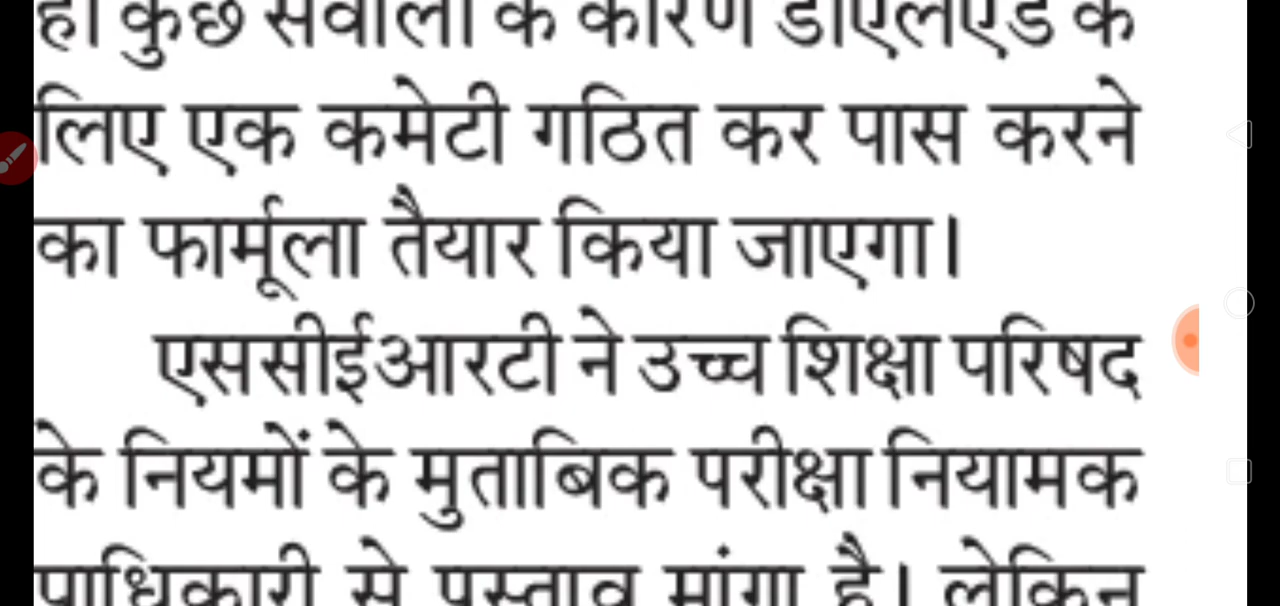 ही कुछ सवालों के कारण डीएलएड के
लिए एक कमेटी गठित कर पास करने
का फार्मूला तैयार किया जाएगा।
एससीईआरटी ने उच्च शिक्षा परिषद
के नियमों के मुताबिक परीक्षा नियामक
प्राधिकारी से प्रस्ताव मांगा है। लेकिन